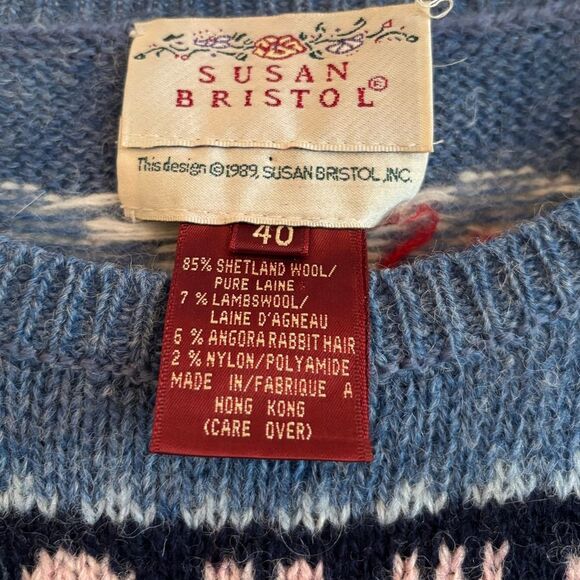 SUSAN
BRISTOL®
This design ©1989, SUSAN BRISTOL, INC.
40
85% SHETLAND WOOL/
PURE LAINE
7 % LAMBSWOOL/
LAINE D'AGNEAU
6 % ANGORA RABBIT HAIR
2 % NYLON/POLYAMIDE
MADE IN/FABRIQUE A
HONG KONG
(CARE OVER)